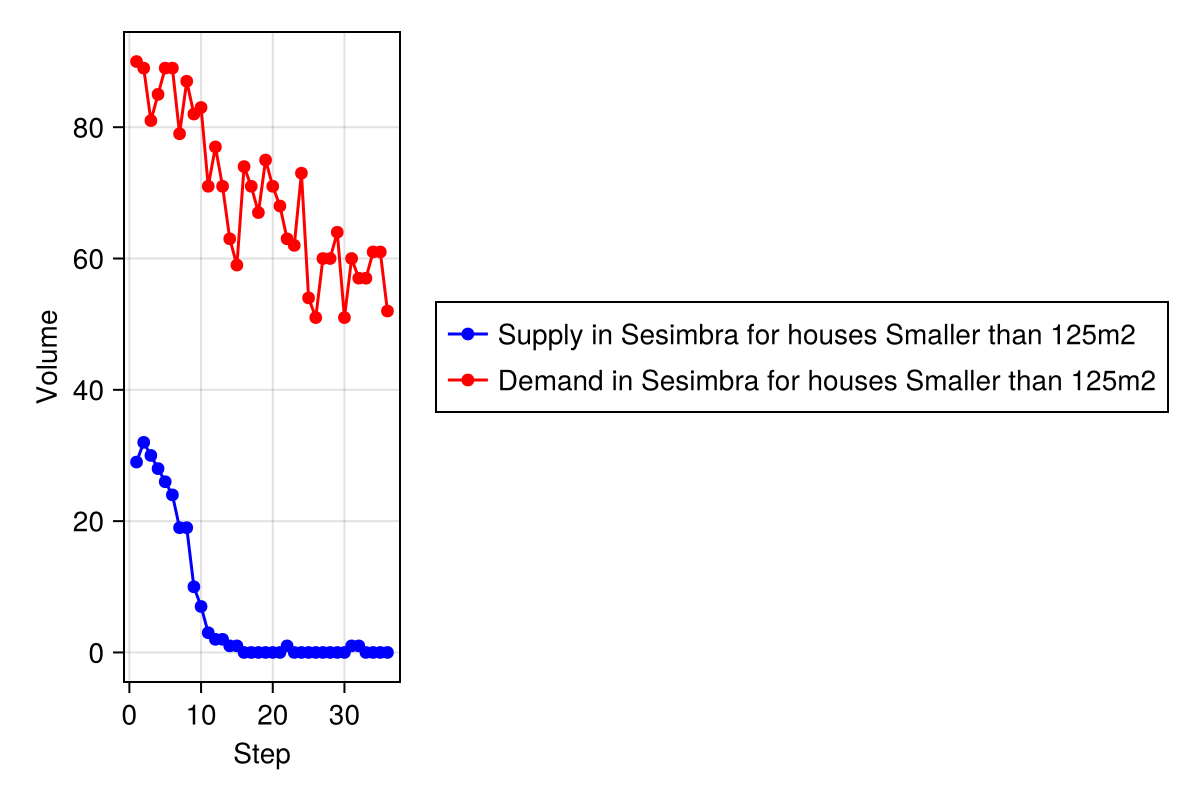 80
60
40
20
0
Volume
0 10 20 30
Step
Supply in Sesimbra for houses Smaller than 125m2
Demand in Sesimbra for houses Smaller than 125m2